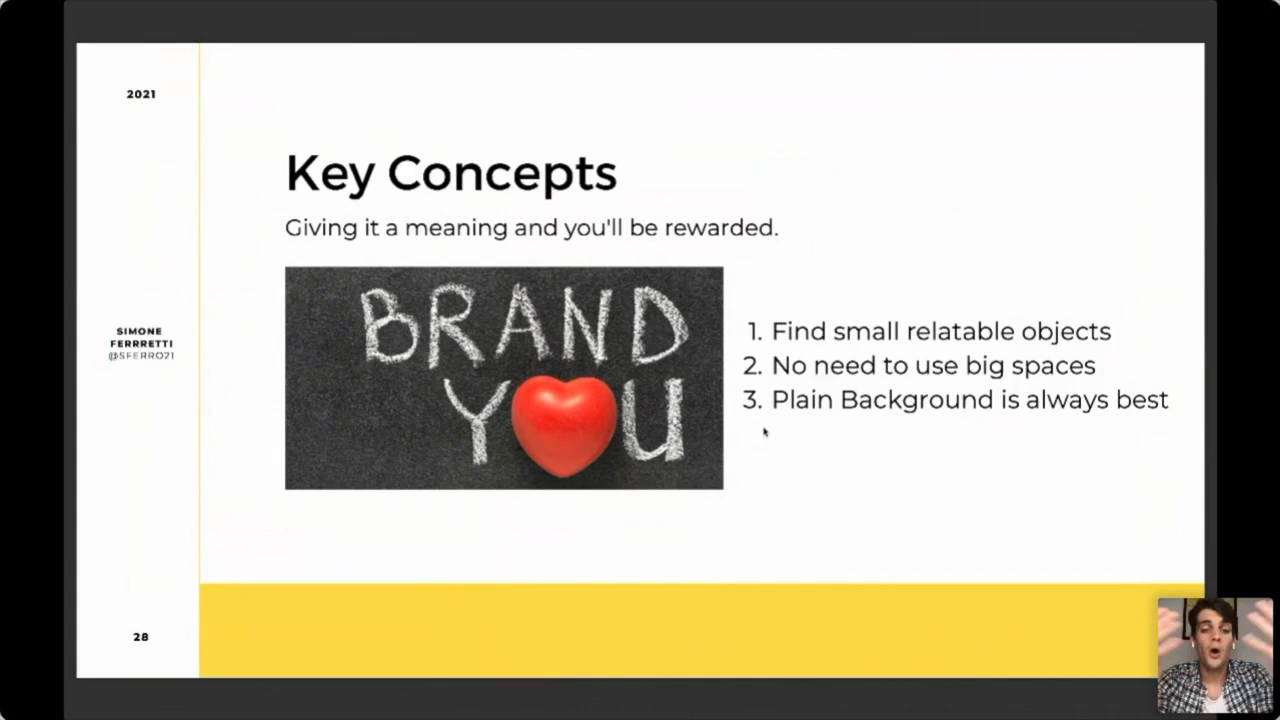 2021
Key Concepts
Giving it a meaning and you'll be rewarded.
BRAND
Y U
1. Find small relatable objects
2. No need to use big spaces
3. Plain Background is always best
SIMONE
FERRRETTI
@SFERRO21
28